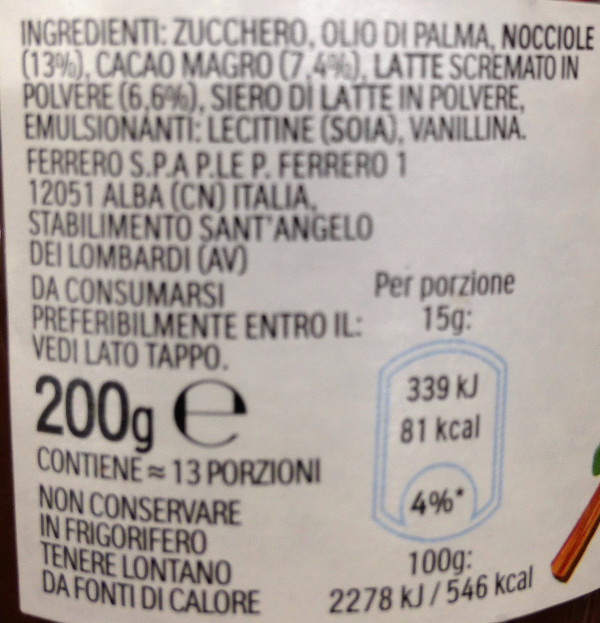 INGREDIENTI: ZUCCHERO, OLIO DI PALMA, NOCCIOLE
(13%), CACAO MAGRO (7,4%), LATTE SCREMATO IN
POLVERE (6,6%), SIERO DI LATTE IN POLVERE,
EMULSIONANTI: LECITINE (SOIA), VANILLINA.
FERRERO S.P.A P.LE P. FERRERO 1
12051 ALBA (CN) ITALIA,
STABILIMENTO SANT'ANGELO
DEI LOMBARDI (AV)
DA CONSUMARSI
PREFERIBILMENTE ENTRO IL:
VEDI LATO TAPPO.
200g e
CONTIENE ≈ 13 PORZIONI
NON CONSERVARE
IN FRIGORIFERO
TENERE LONTANO
DA FONTI DI CALORE
Per porzione
15g:
339 kJ
81 kcal
4%*
100g:
2278 kJ / 546 kcal